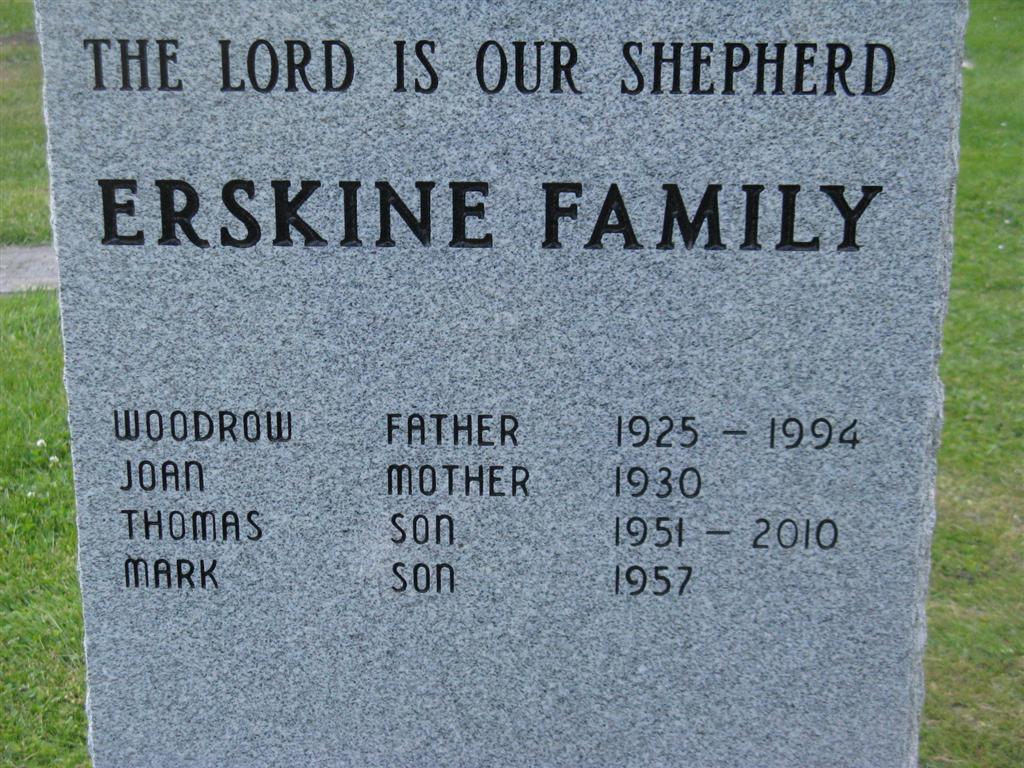 THE LORD IS OUR SHEPHERD
ERSKINE FAMILY
WOODROW FATHER 1925 – 1994
JOAN MOTHER 1930
THOMAS SON 1951 – 2010
MARK SON 1957